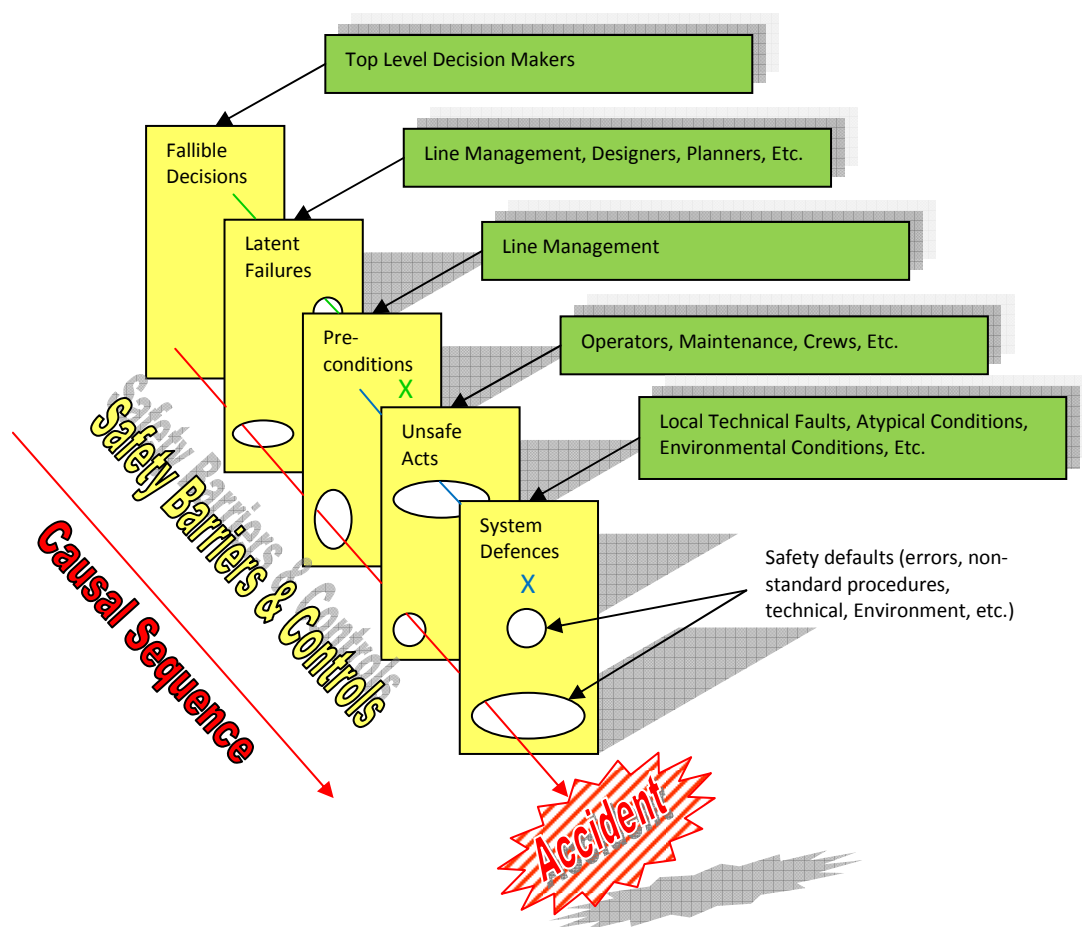 Top Level Decision Makers
Fallible
Decisions
Line Management, Designers, Planners, Etc.
Latent
Failures
Line Management
Pre-
conditions
X
Operators, Maintenance, Crews, Etc.
Unsafe
Acts
Local Technical Faults, Atypical Conditions,
Environmental Conditions, Etc.
System
Defences
X
Safety defaults (errors, non-
standard procedures,
technical, Environment, etc.)
Safety Barriers & Controls
Causal Sequence
Accident